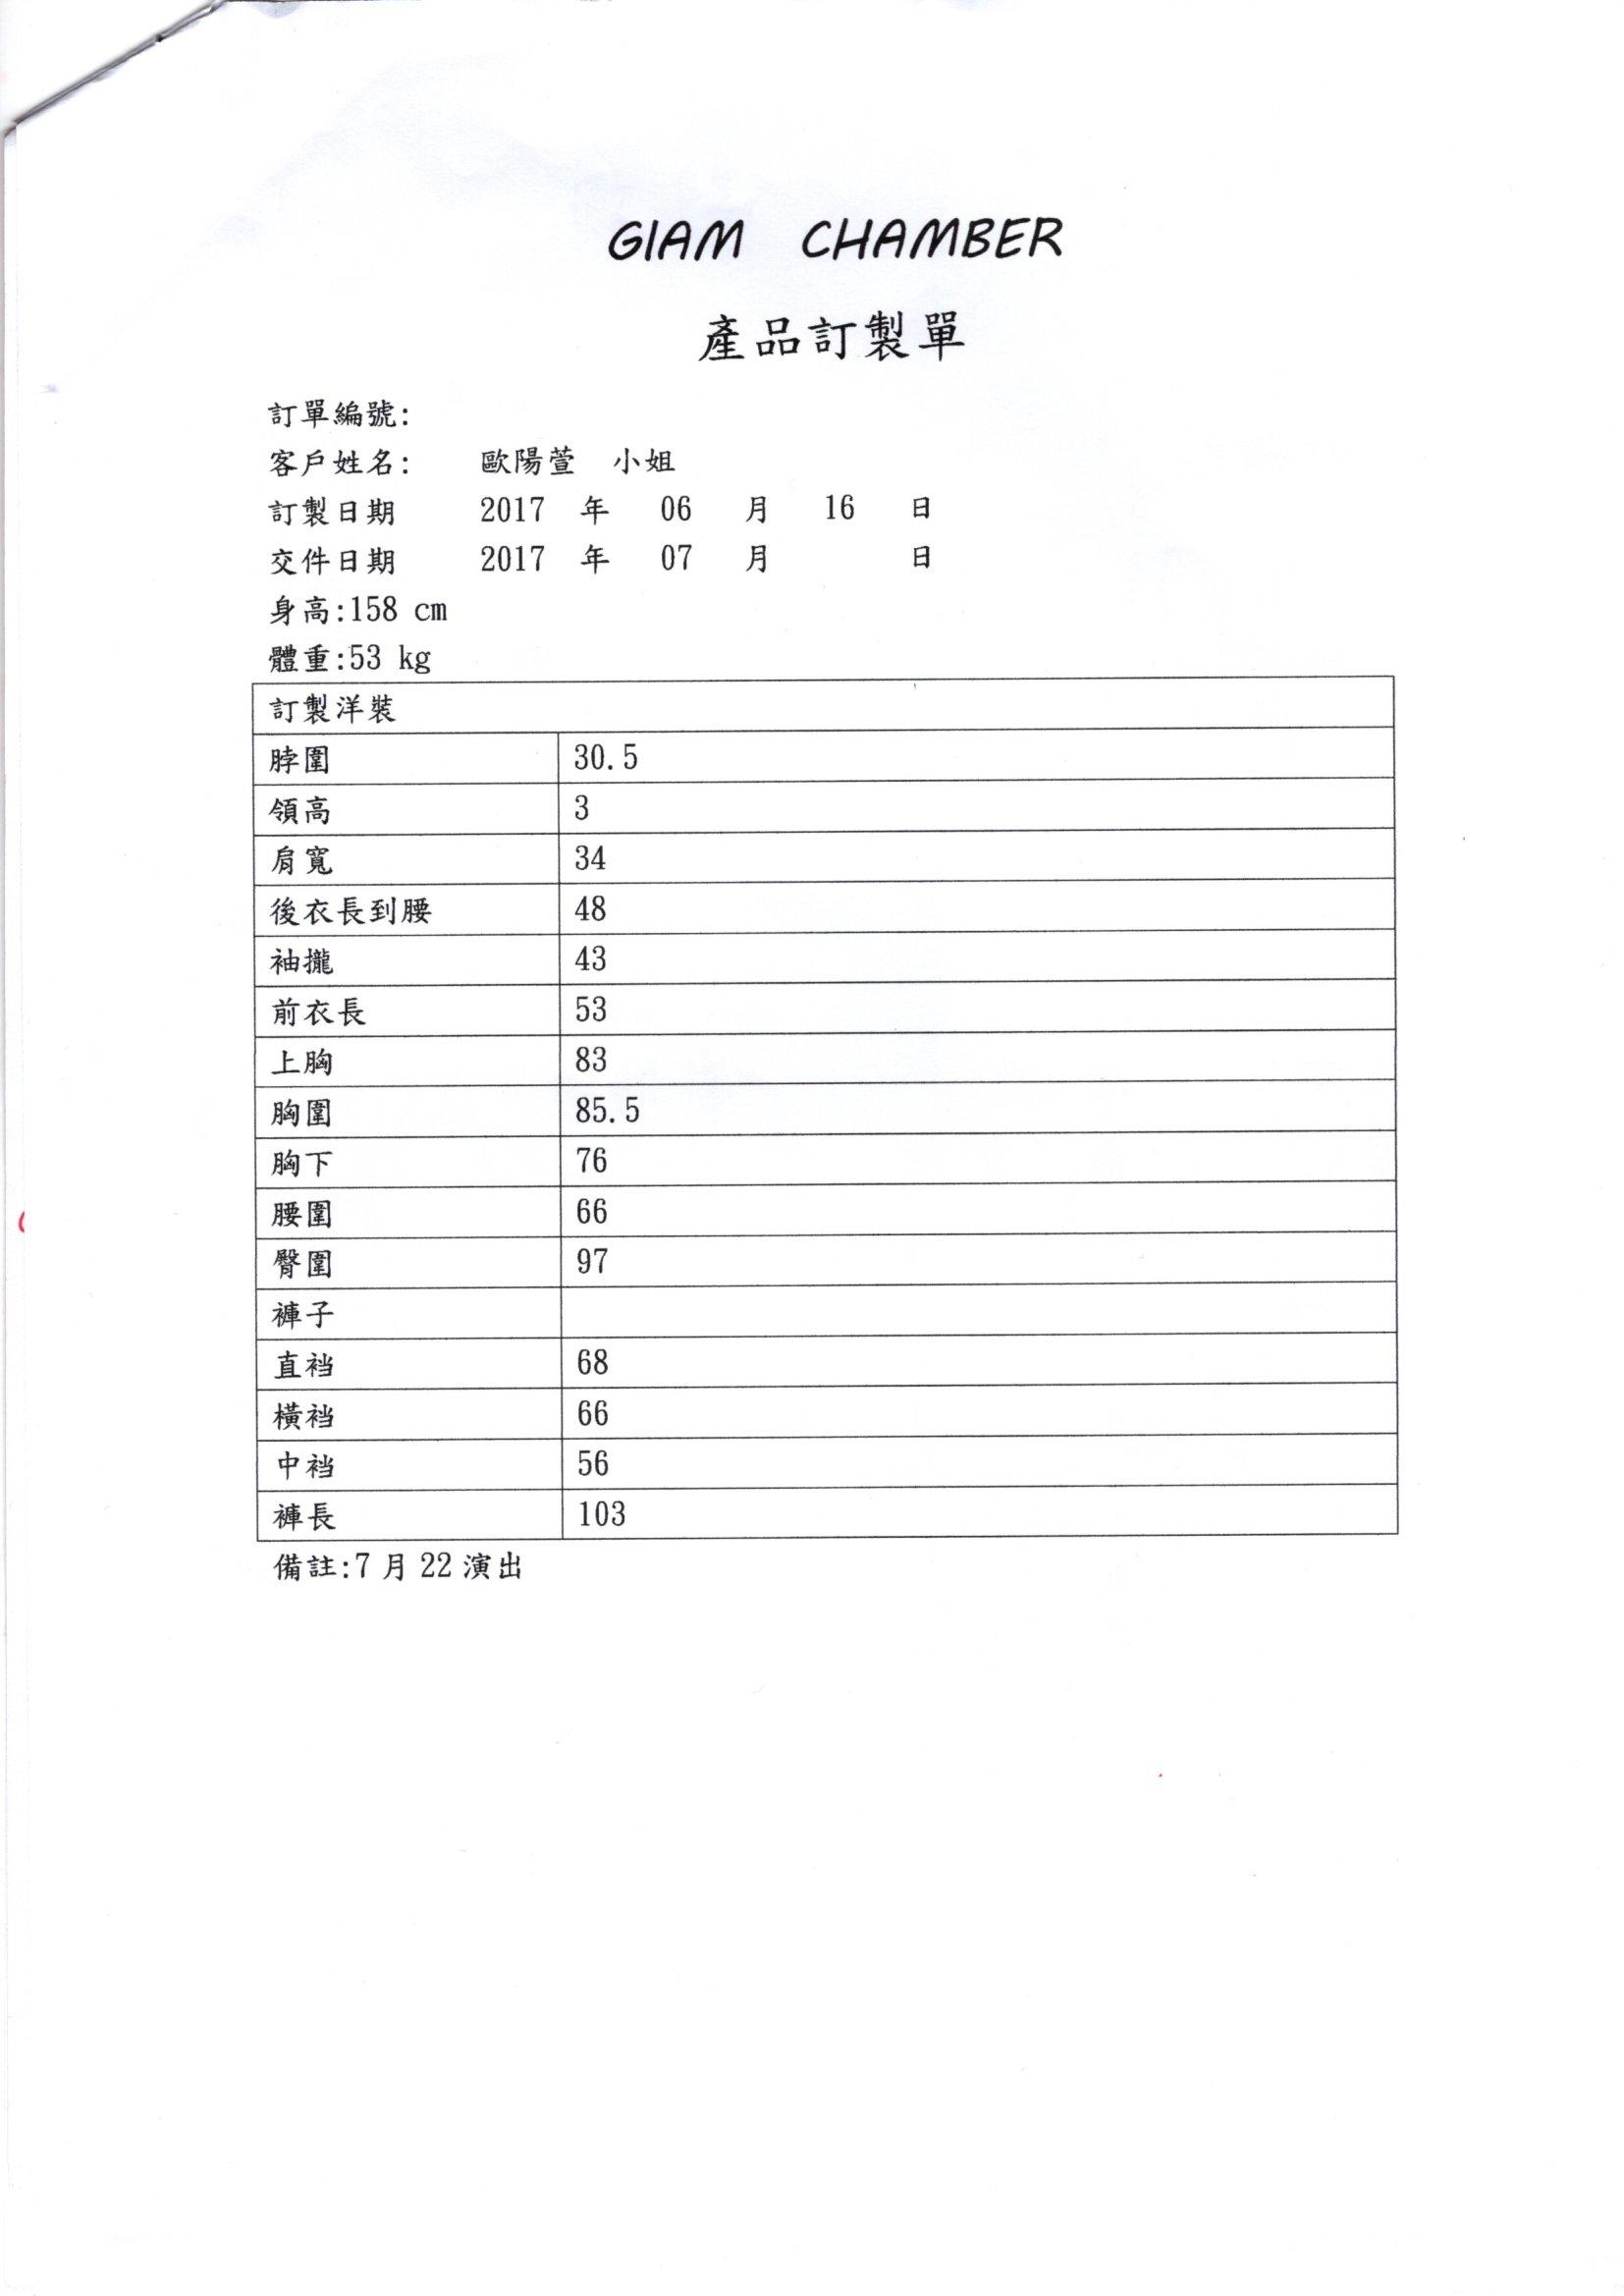 GIAM CHAMBER
產品訂製單
訂單編號:
客戶姓名: 歐陽萱 小姐
訂製日期 2017 年 06 月 16 日
交件日期 2017 年 07 月 日
身高:158 cm
體重:53 kg
訂製洋裝
脖圍 30.5
領高 3
肩寬 34
後衣長到腰 48
袖攏 43
前衣長 53
上胸 83
胸圍 85.5
胸下 76
腰圍 66
臀圍 97
褲子
直裆 68
橫裆 66
中裆 56
褲長 103
備註:7 月 22 演出